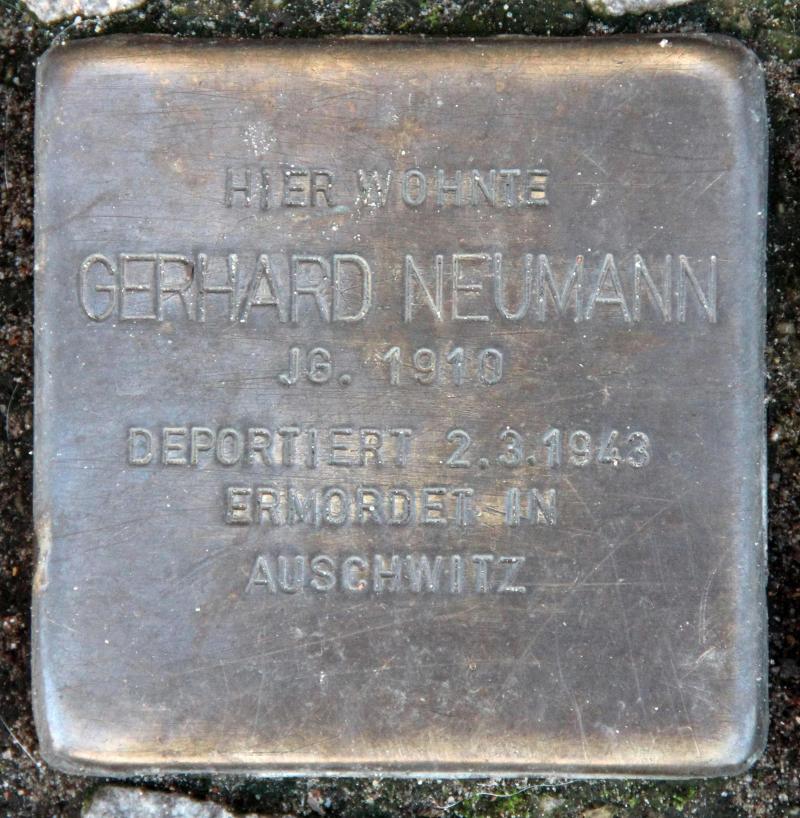 HIER WOHNTE
GERHARD NEUMANN
JG. 1910
DEPORTIERT 2.3.1943
ERMORDET IN
AUSCHWITZ